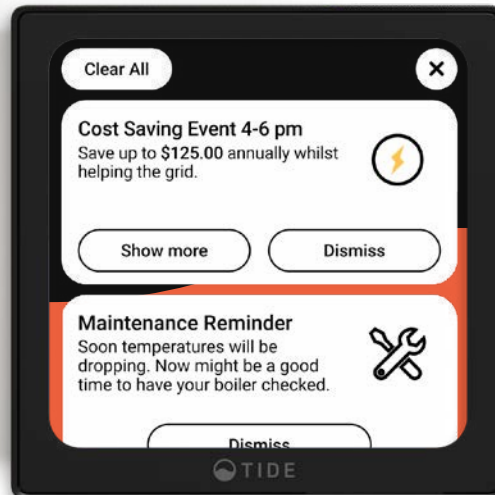 Clear All
Cost Saving Event 4-6 pm
Save up to $125.00 annually whilst
helping the grid.
Show more
Dismiss
Maintenance Reminder
Soon temperatures will be
dropping. Now might be a good
time to have your boiler checked.
Dismiss
TIDE